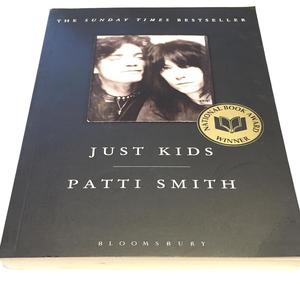 THE SUNDAY TIMES BESTSELLER
NATIONAL BOOK AWARD
WINNER
JUST KIDS
PATTI SMITH
BLOOMSBURY